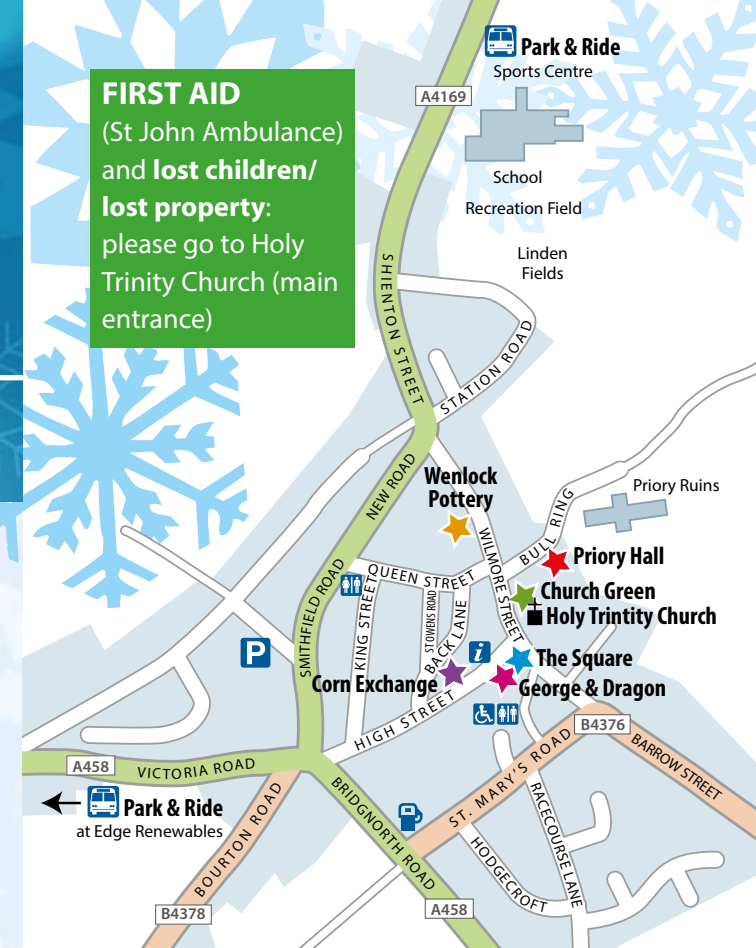 FIRST AID
(St John Ambulance)
and lost children/
lost property:
please go to Holy
Trinity Church (main
entrance)
Park & Ride
Sports Centre
A4169
School
Recreation Field
Linden
Fields
SHIENTON STREET
STATION ROAD
NEW ROAD
Wenlock
Pottery
Priory Ruins
BULL RING
WILMORE STREET
Priory Hall
QUEEN STREET
Church Green
Holy Trintity Church
SMITHFIELD ROAD
KING STREET
ST OWENS ROAD
BACK LANE
P
i
The Square
Corn Exchange
George & Dragon
HIGH STREET
B4376
A458
VICTORIA ROAD
BARROW STREET
ST. MARY'S ROAD
Park & Ride
at Edge Renewables
BOURTON ROAD
BRIDGNORTH ROAD
RACECOURSE LANE
HODGECROFT
B4378
A458